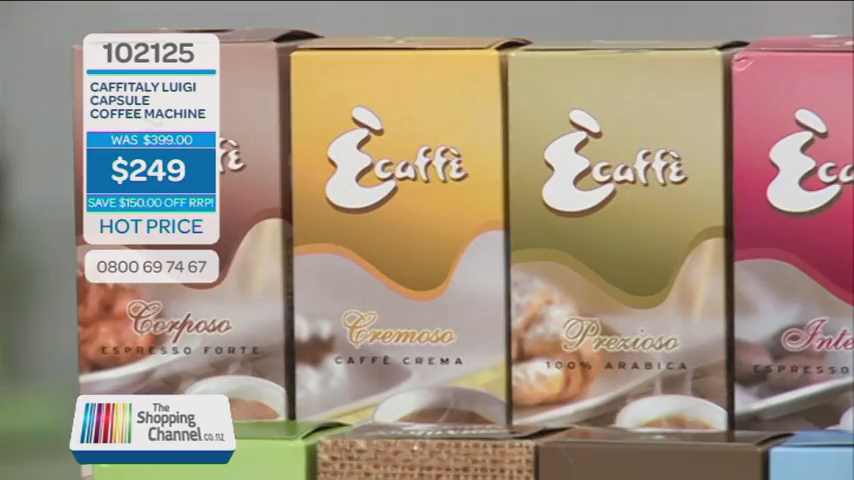 102125
CAFFITALY LUIGI
CAPSULE
COFFEE MACHINE
WAS $399.00
$249
SAVE $150.00 OFF RRP!
HOT PRICE
0800 69 74 67
Ècaffè
Ècaffè
Corposo
ESPRESSO FORTE
Cremoso
CAFFÈ CREMA
Prezioso
100% ARABICA
ESPRESSO
The
Shopping
Channel.co.nz